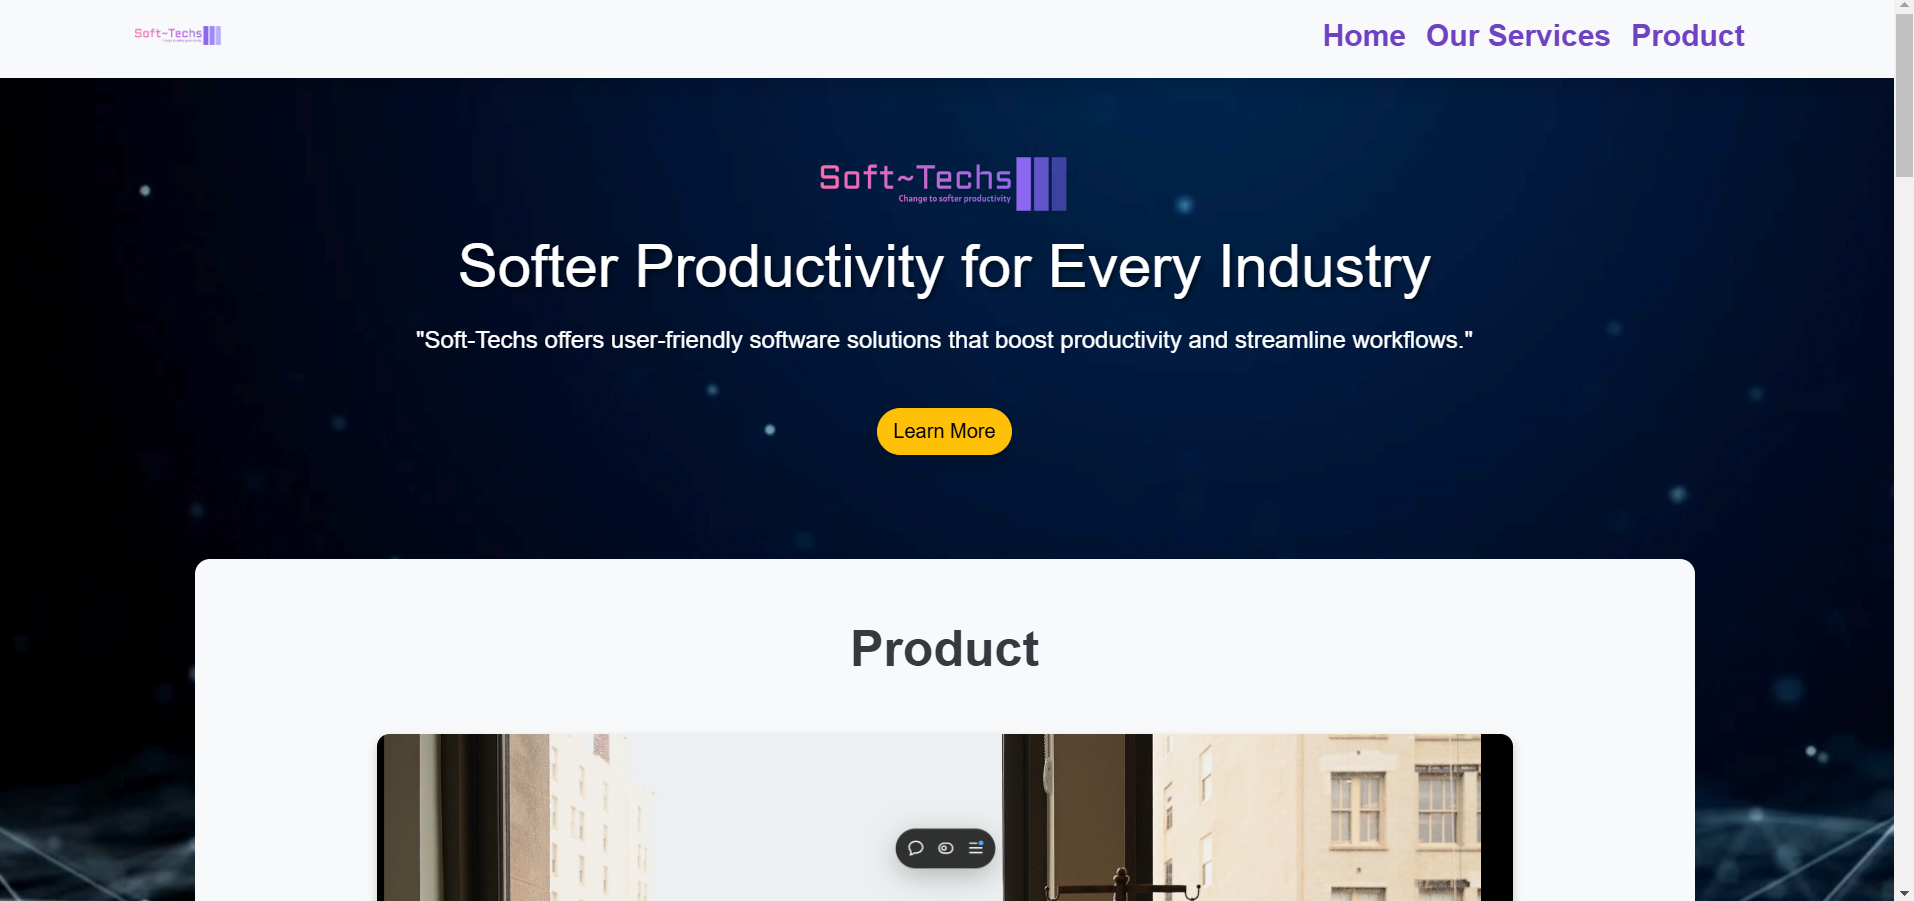 Soft~Techs
Home Our Services Product
Soft~Techs
Change to softer productivity
Softer Productivity for Every Industry
"Soft-Techs offers user-friendly software solutions that boost productivity and streamline workflows."
Learn More
Product